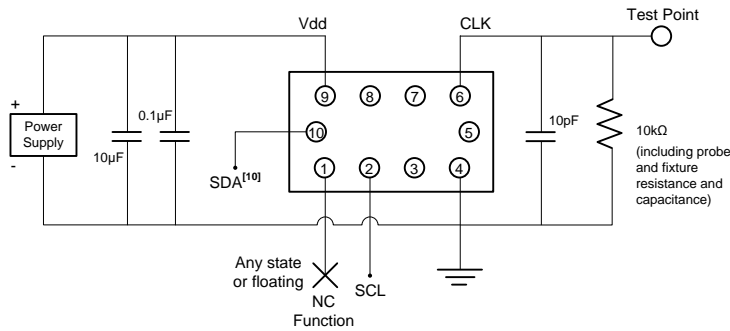 Test Point
Vdd
CLK
+
Power
Supply
-
10µF
0.1µF
9
8
7
6
10
5
1
2
3
4
SDA[10]
10pF
10kΩ
(including probe
and fixture
resistance and
capacitance)
Any state
or floating
NC
Function
SCL